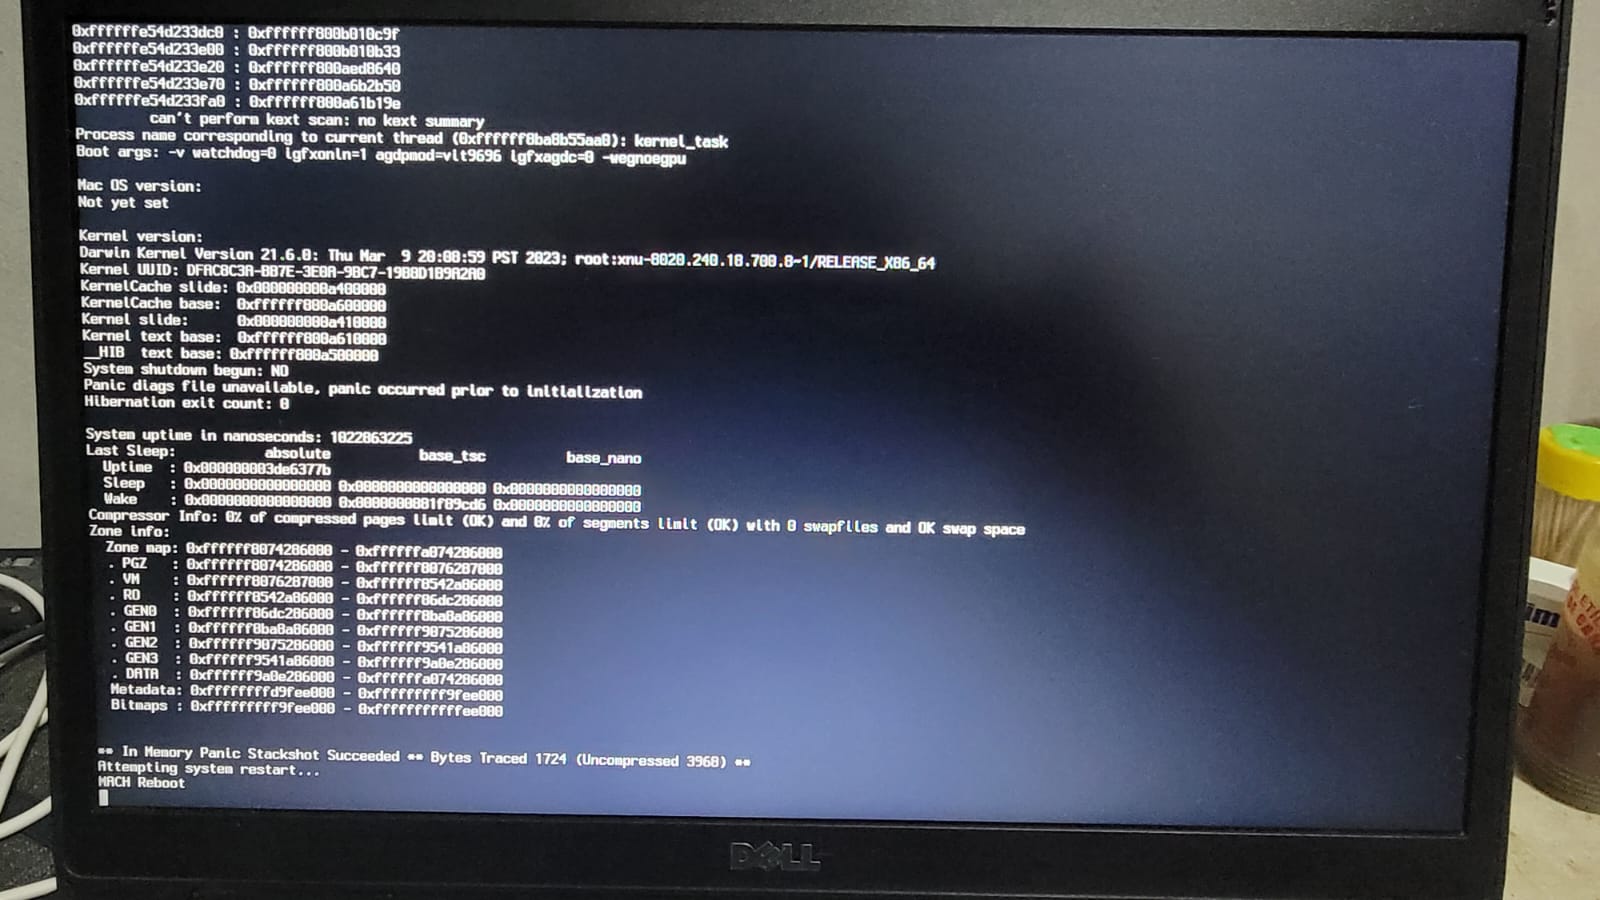 0xffffffe54d233dc0 : 0xffffff800b010c9f
0xffffffe54d233e00 : 0xffffff800b010b33
0xffffffe54d233e20 : 0xffffff800aed8640
0xffffffe54d233e70 : 0xffffff800a6b2b50
0xffffffe54d233fa0 : 0xffffff800a61b19e
can't perform kext scan: no kext summary
Process name corresponding to current thread (0xffffff8ba8b55aa0): kernel_task
Boot args: -v watchdog=0 igfxonln=1 agdpmod=vit9696 igfxagdc=0 -wegnoegpu
Mac OS version:
Not yet set
Kernel version:
Darwin Kernel Version 21.6.0: Thu Mar 9 20:08:59 PST 2023; root:xnu-8020.240.18.700.8~1/RELEASE_X86_64
Kernel UUID: DFAC8C3A-8B7E-3E0A-9BC7-19B8D1B9A2A0
KernelCache slide: 0x000000000a400000
KernelCache base: 0xffffff800a600000
Kernel slide: 0x000000000a410000
Kernel text base: 0xffffff800a610000
__HIB text base: 0xffffff800a500000
System shutdown begun: NO
Panic diags file unavailable, panic occurred prior to initialization
Hibernation exit count: 0
System uptime in nanoseconds: 1022863225
Last Sleep: absolute base_tsc base_nano
Uptime : 0x000000003de6377b
Sleep : 0x0000000000000000 0x0000000000000000 0x0000000000000000
Wake : 0x0000000000000000 0x0000000081f89cd6 0x0000000000000000
Compressor Info: 0% of compressed pages limit (OK) and 0% of segments limit (OK) with 0 swapfiles and OK swap space
Zone info:
Zone map: 0xffffff8074286000 - 0xffffffa074286000
. PGZ : 0xffffff8074286000 - 0xffffff8076287000
. VM : 0xffffff8076287000 - 0xffffff8542a86000
. RO : 0xffffff8542a86000 - 0xffffff86dc286000
. GEN0 : 0xffffff86dc286000 - 0xffffff8ba8a86000
. GEN1 : 0xffffff8ba8a86000 - 0xffffff9075286000
. GEN2 : 0xffffff9075286000 - 0xffffff9541a86000
. GEN3 : 0xffffff9541a86000 - 0xffffff9a0e286000
. DATA : 0xffffff9a0e286000 - 0xffffffa074286000
Metadata: 0xffffffffd9fee000 - 0xfffffffff9fee000
Bitmaps : 0xfffffffff9fee000 - 0xfffffffffffee000
** In Memory Panic Stackshot Succeeded ** Bytes Traced 1724 (Uncompressed 3968) **
Attempting system restart...
MACH Reboot
DELL